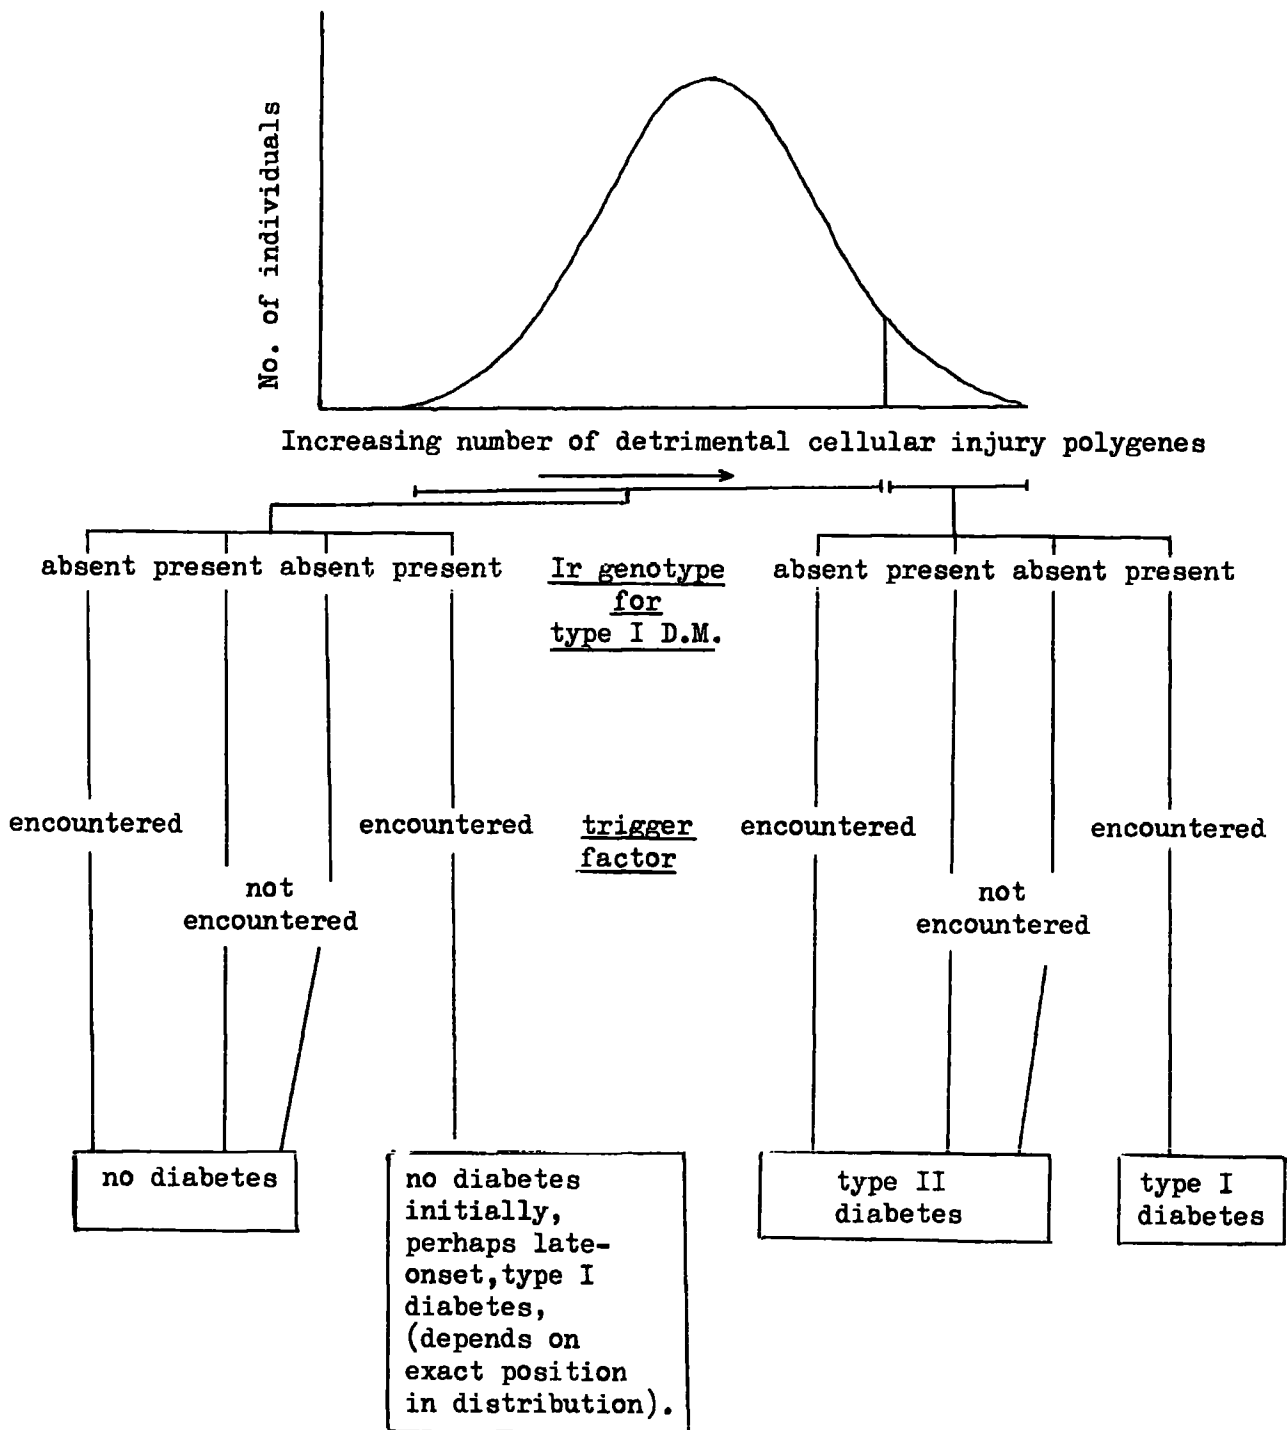 No. of individuals
Increasing number of detrimental cellular injury polygenes
absent present absent present
Ir genotype
for
type I D.M.
absent present absent present
encountered
encountered
trigger
factor
encountered
encountered
not
encountered
not
encountered
no diabetes
no diabetes
initially,
perhaps late-
onset,type I
diabetes,
(depends on
exact position
in distribution).
type II
diabetes
type I
diabetes